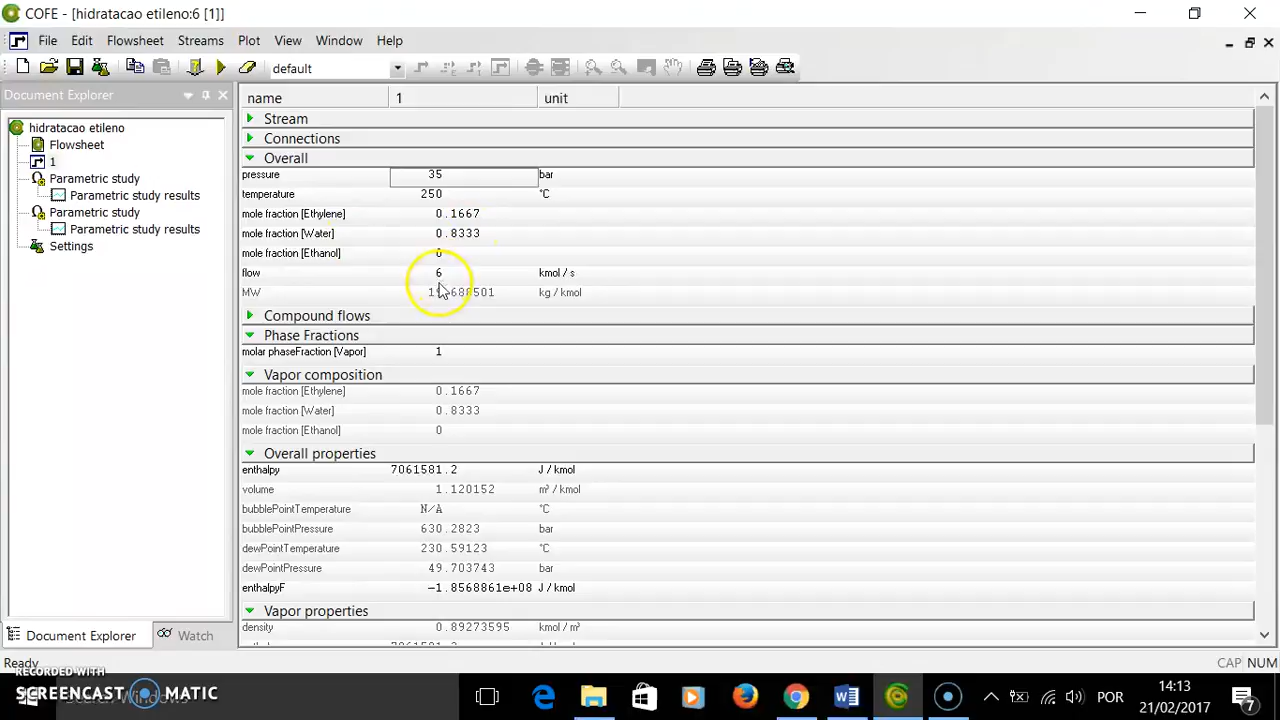 COFE - [hidratacao etileno:6 [1]]
File Edit Flowsheet Streams Plot View Window Help
default
Document Explorer
hidratacao etileno
Flowsheet
1
Parametric study
Parametric study results
Parametric study
Parametric study results
Settings
Document Explorer Watch
name 1 unit
Stream
Connections
Overall
pressure 35 bar
temperature 250 °C
mole fraction [Ethylene] 0.1667
mole fraction [Water] 0.8333
mole fraction [Ethanol] 0
flow 6 kmol / s
MW kg / kmol
Compound flows
Phase Fractions
molar phaseFraction [Vapor] 1
Vapor composition
mole fraction [Ethylene] 0.1667
mole fraction [Water] 0.8333
mole fraction [Ethanol] 0
Overall properties
enthalpy 7061581.2 J / kmol
volume 1.120152 m³ / kmol
bubblePointTemperature N/A °C
bubblePointPressure 630.2823 bar
dewPointTemperature 230.59123 °C
dewPointPressure 49.703743 bar
enthalpyF -1.8568861e+08 J / kmol
Vapor properties
density 0.89273595 kmol / m³
Ready
CAP NUM
RECORDED WITH
SCREENCAST MATIC
Windows
POR
14:13
21/02/2017
7